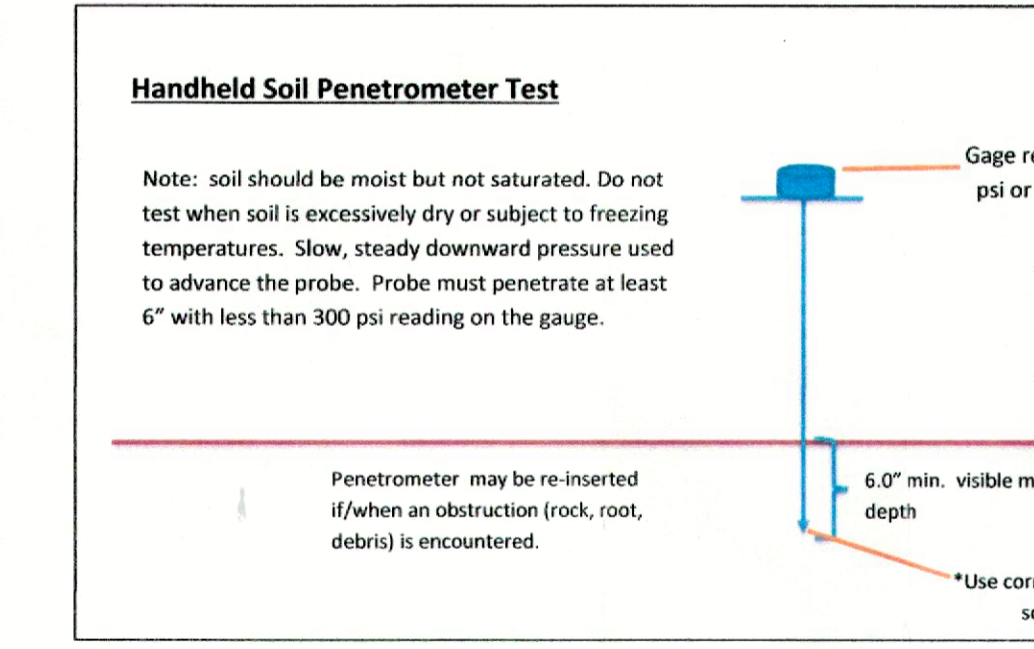 Handheld Soil Penetrometer Test
Note: soil should be moist but not saturated. Do not
test when soil is excessively dry or subject to freezing
temperatures. Slow, steady downward pressure used
to advance the probe. Probe must penetrate at least
6” with less than 300 psi reading on the gauge.
Gage
psi or
Penetrometer may be re-inserted
if/when an obstruction (rock, root,
debris) is encountered.
6.0” min. visible
depth
*Use